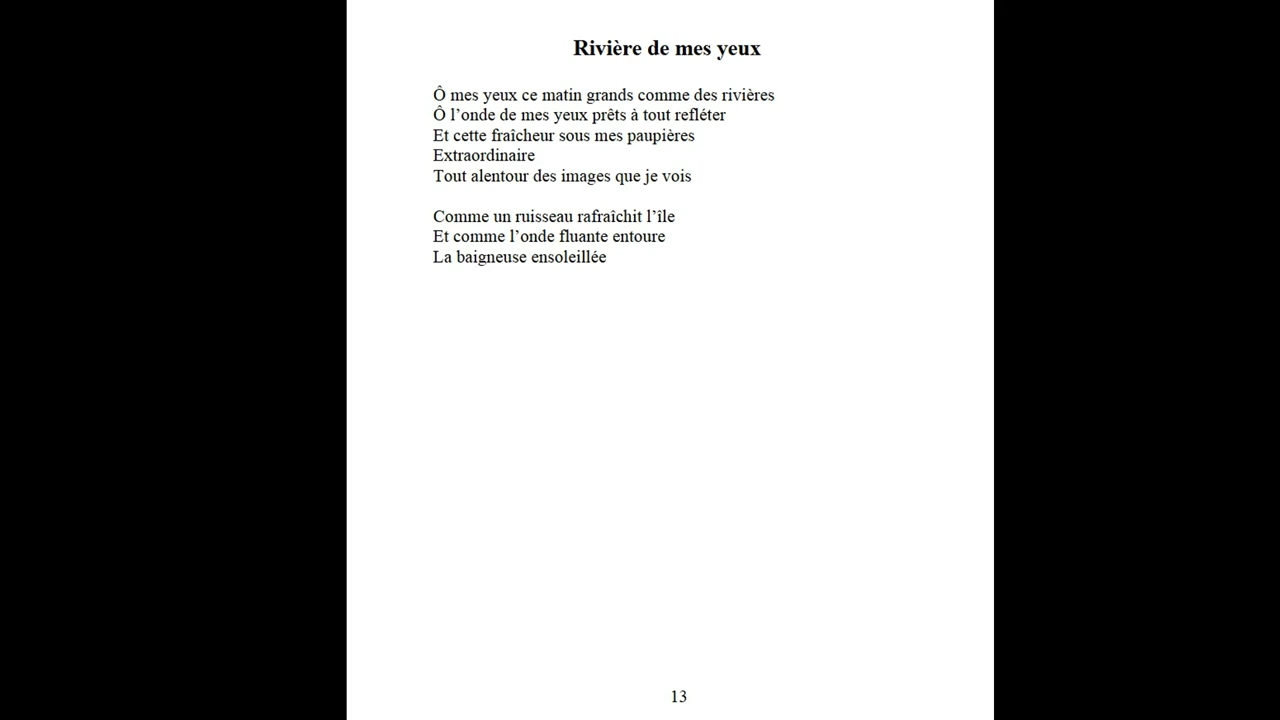 Rivière de mes yeux
Ô mes yeux ce matin grands comme des rivières
Ô l’onde de mes yeux prêts à tout refléter
Et cette fraîcheur sous mes paupières
Extraordinaire
Tout alentour des images que je vois
Comme un ruisseau rafraîchit l’île
Et comme l’onde fluante entoure
La baigneuse ensoleillée
13